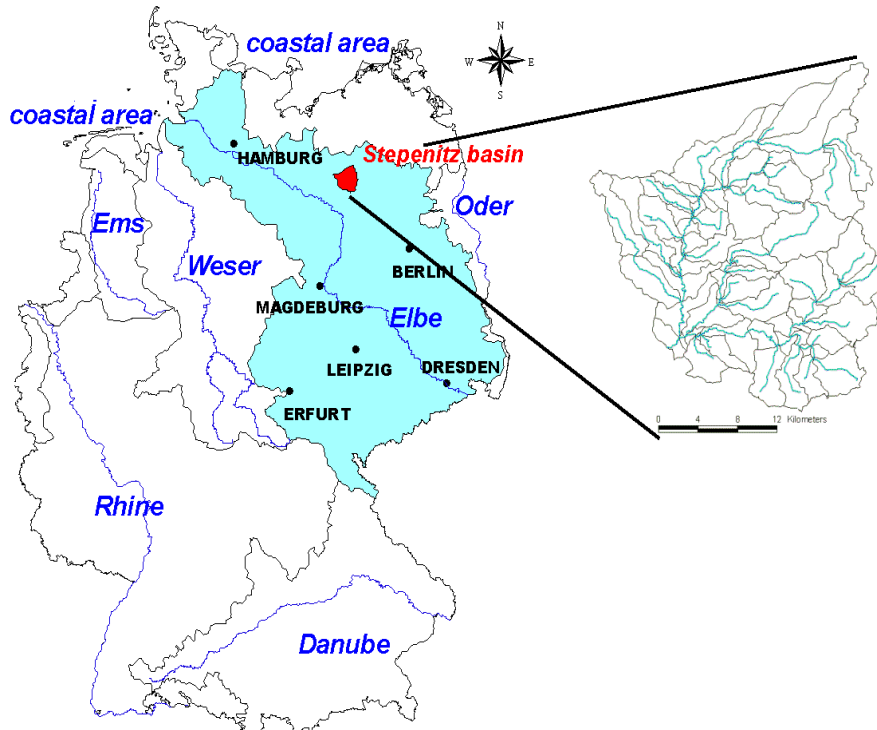 coastal area
N
W E
S
coastal area
HAMBURG
Stepenitz basin
Ems
Oder
Weser
BERLIN
MAGDEBURG
Elbe
LEIPZIG
DRESDEN
ERFURT
0 4 8 12 Kilometers
Rhine
Danube